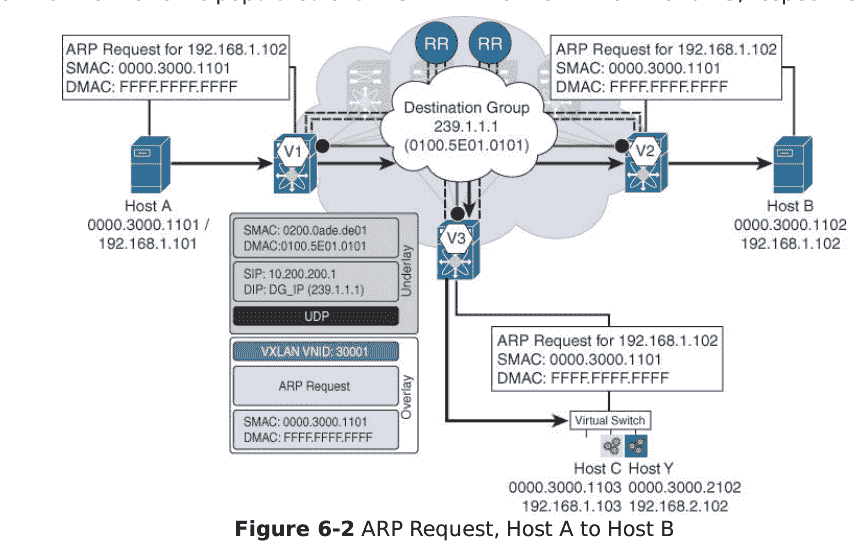 RR RR
ARP Request for 192.168.1.102
SMAC: 0000.3000.1101
DMAC: FFFF.FFFF.FFFF
ARP Request for 192.168.1.102
SMAC: 0000.3000.1101
DMAC: FFFF.FFFF.FFFF
Destination Group
239.1.1.1
(0100.5E01.0101)
V1
V2
Host A
0000.3000.1101 /
192.168.1.101
Host B
0000.3000.1102
192.168.1.102
V3
SMAC: 0200.0ade.de01
DMAC:0100.5E01.0101
SIP: 10.200.200.1
DIP: DG_IP (239.1.1.1)
UDP
Underlay
VXLAN VNID: 30001
ARP Request
SMAC: 0000.3000.1101
DMAC: FFFF.FFFF.FFFF
Overlay
ARP Request for 192.168.1.102
SMAC: 0000.3000.1101
DMAC: FFFF.FFFF.FFFF
Virtual Switch
Host C Host Y
0000.3000.1103 0000.3000.2102
192.168.1.103 192.168.2.102
Figure 6-2 ARP Request, Host A to Host B